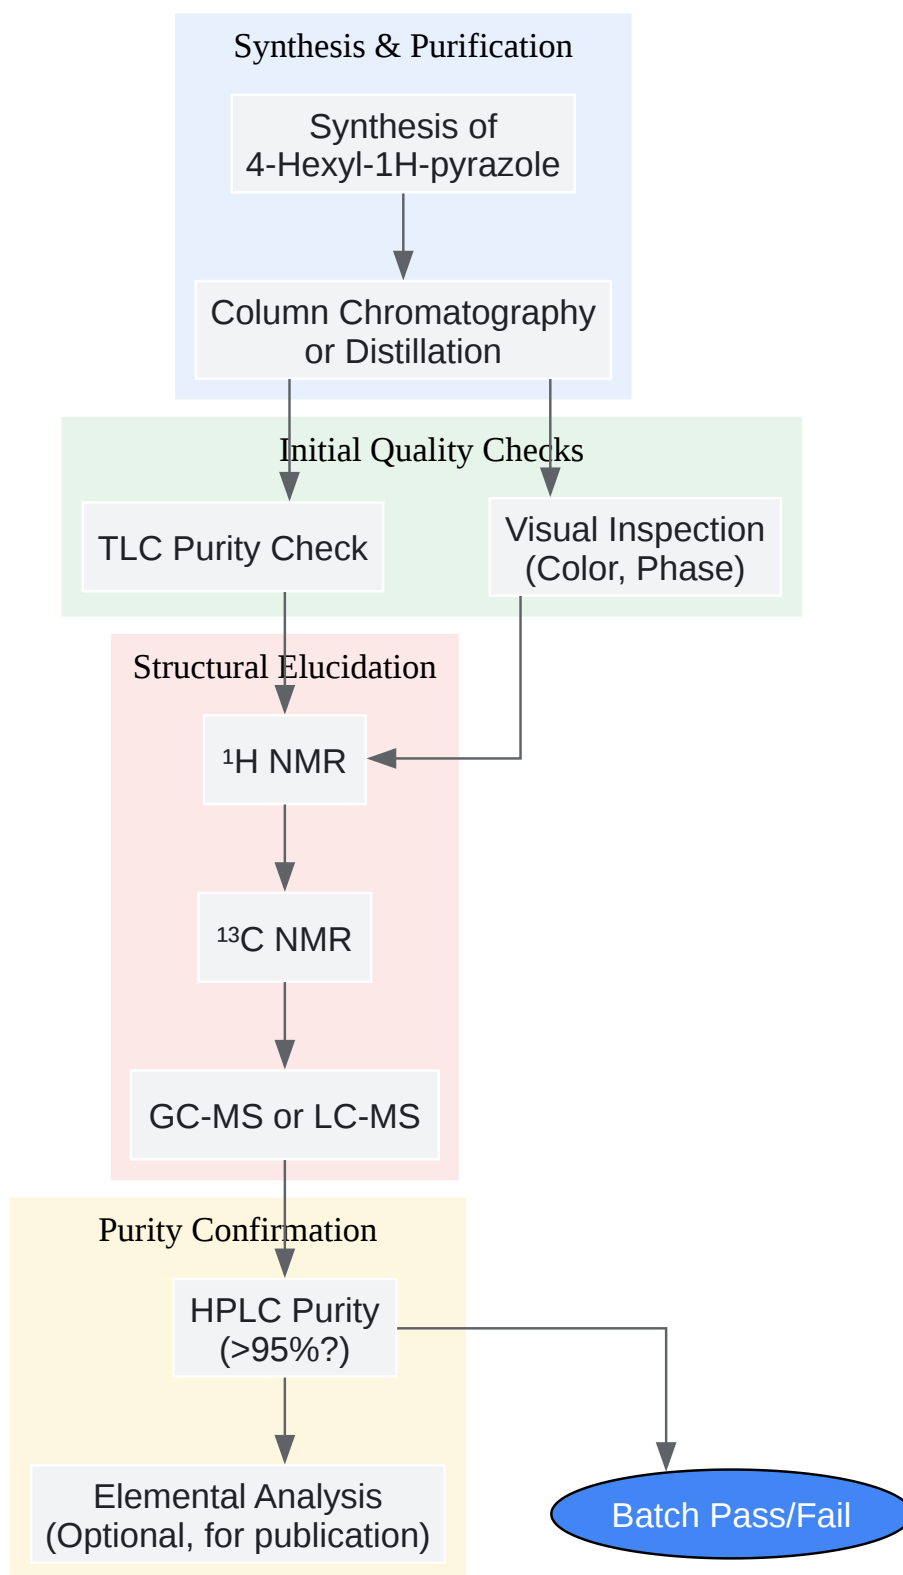 Synthesis & Purification
Synthesis of
4-Hexyl-1H-pyrazole
Column Chromatography
or Distillation
Initial Quality Checks
TLC Purity Check
Visual Inspection
(Color, Phase)
Structural Elucidation
¹H NMR
¹³C NMR
GC-MS or LC-MS
Purity Confirmation
HPLC Purity
(>95%?)
Elemental Analysis
(Optional, for publication)
Batch Pass/Fail